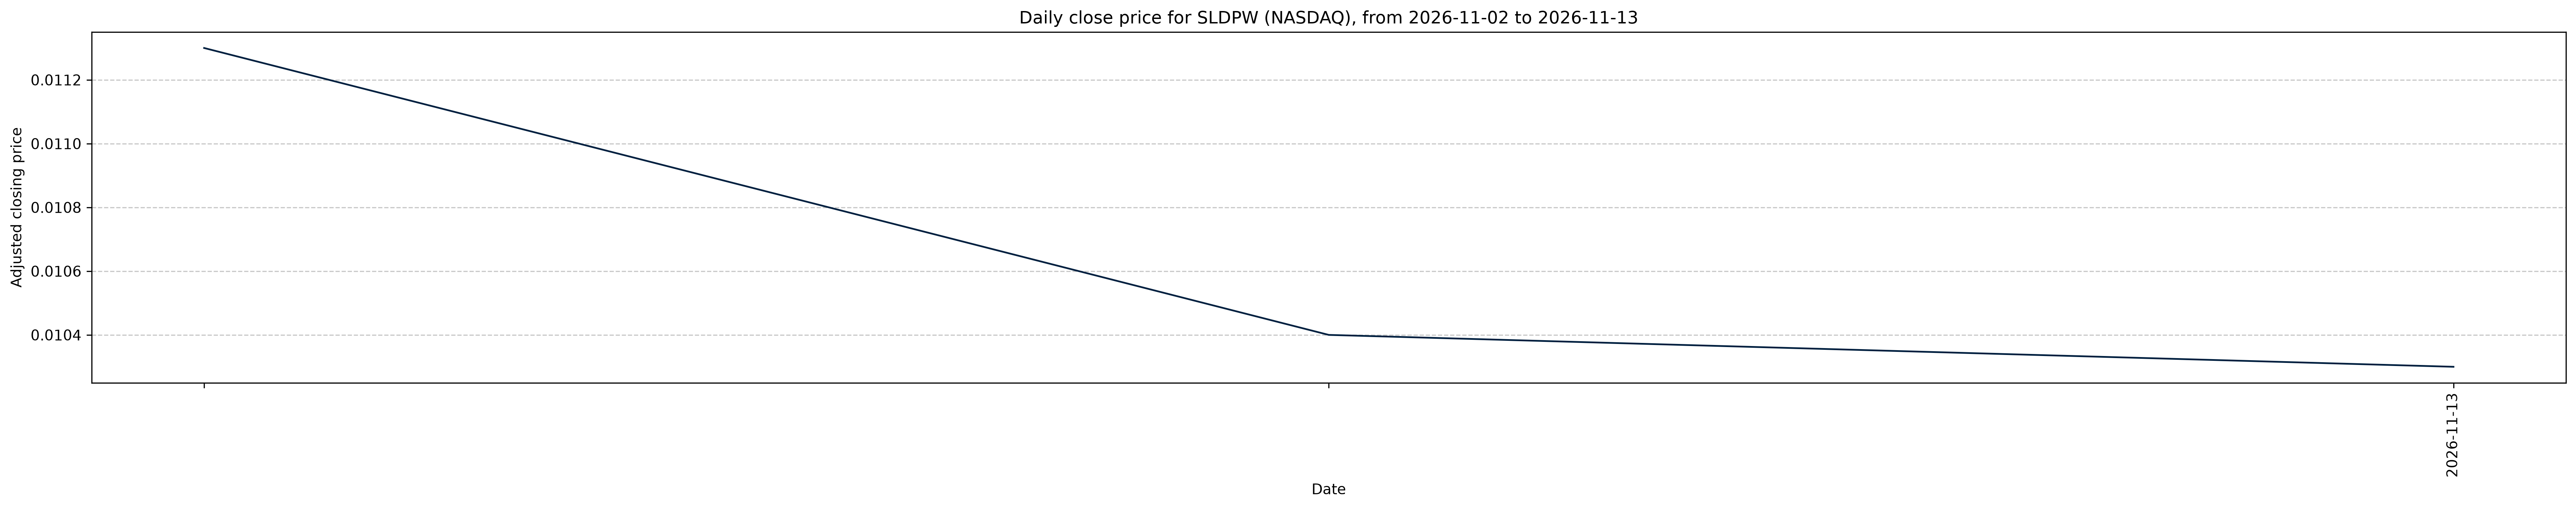 Daily close price for SLDPW (NASDAQ), from 2026-11-02 to 2026-11-13
Adjusted closing price
0.0112
0.0110
0.0108
0.0106
0.0104
2026-11-13
Date